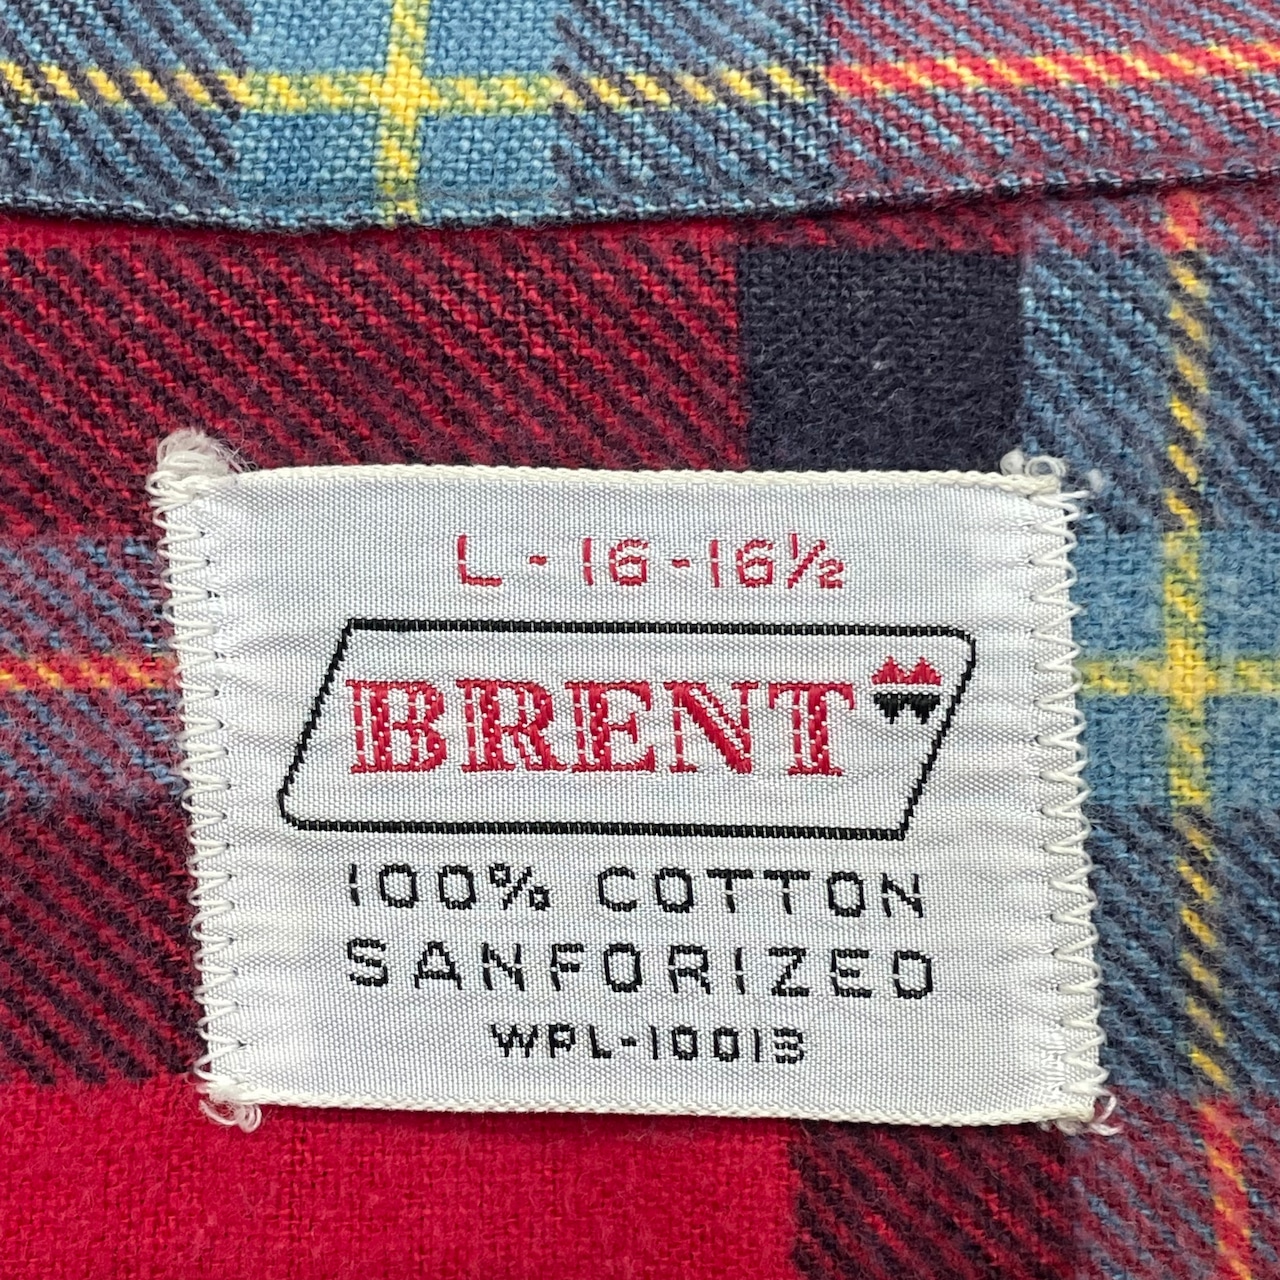 L-16-16½
BRENT
100% COTTON
SANFORIZED
WPL-10013